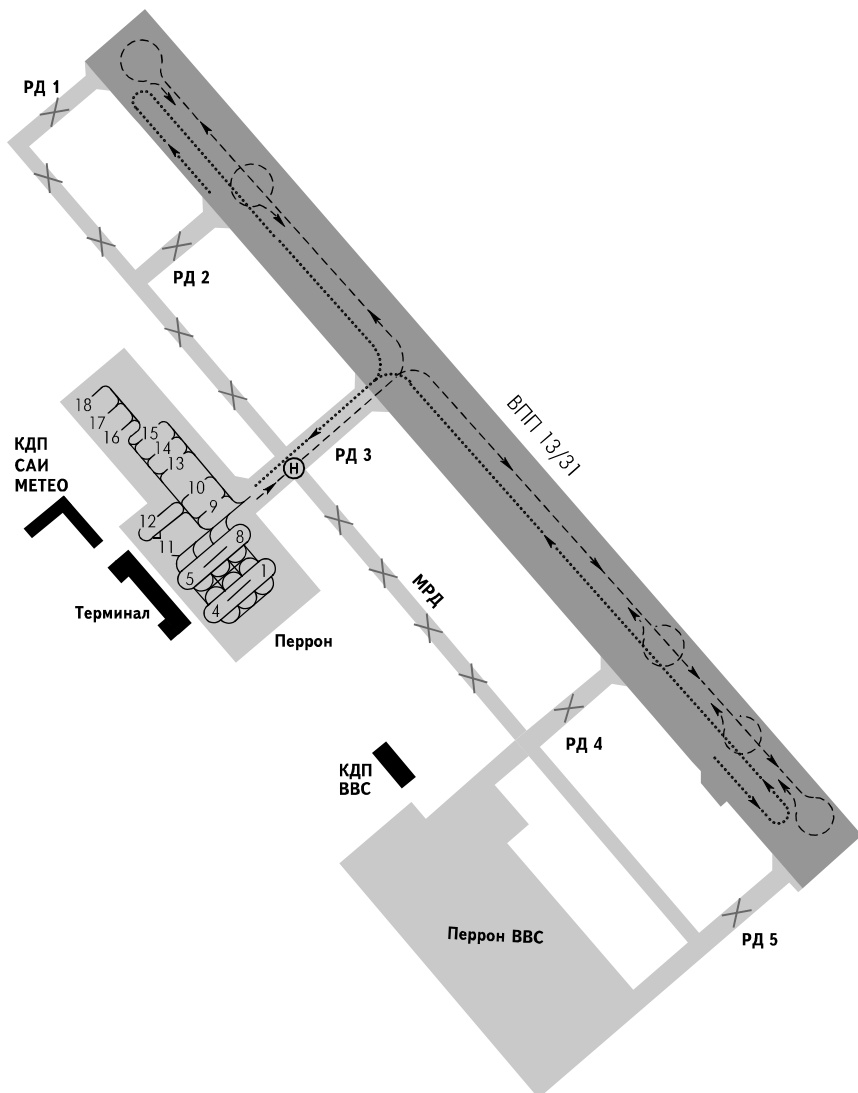 РД 1
РД 2
ВПП 13/31
18
17
16
15
14
13
КДП
САИ
МЕТЕО
РД 3
H
10
9
12
11
8
5
1
4
МРД
Терминал
Перрон
РД 4
КДП
ВВС
Перрон ВВС
РД 5